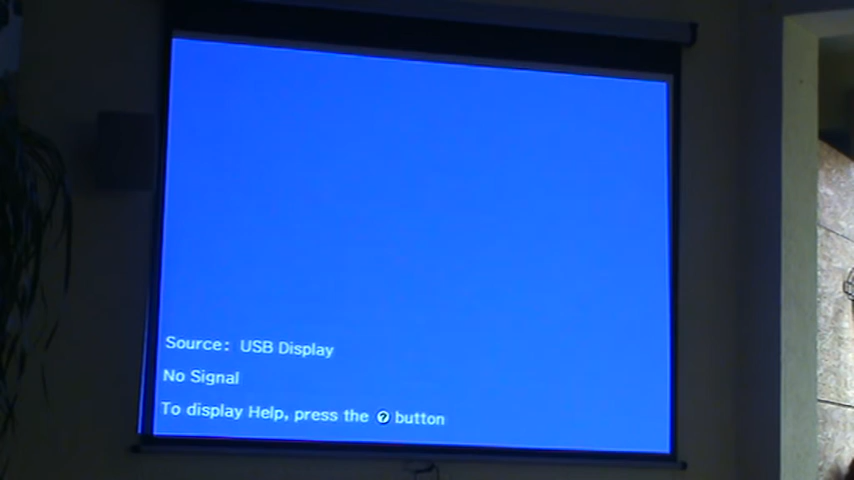 Source: USB Display
No Signal
To display Help, press the ? button